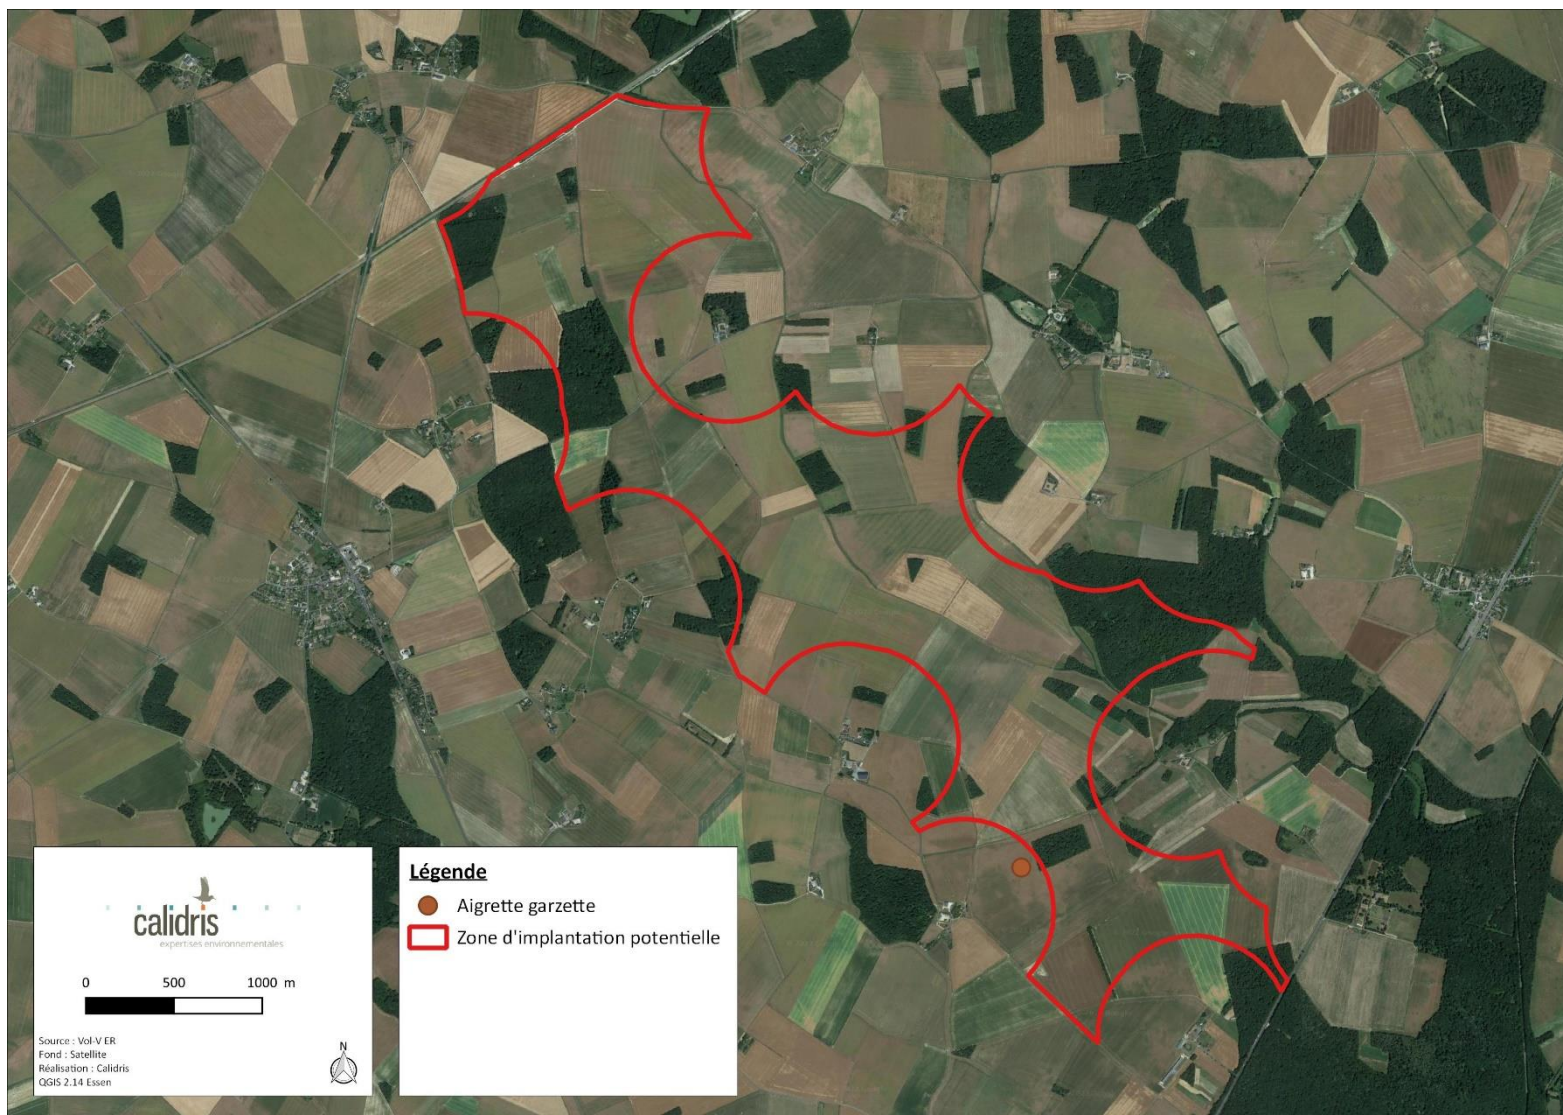 calidris
expertises environnementales
0 500 1000 m
Source : Vol-V ER
Fond : Satellite
Réalisation : Calidris
QGIS 2.14 Essen
N
Légende
Aigrette garzette
Zone d'implantation potentielle